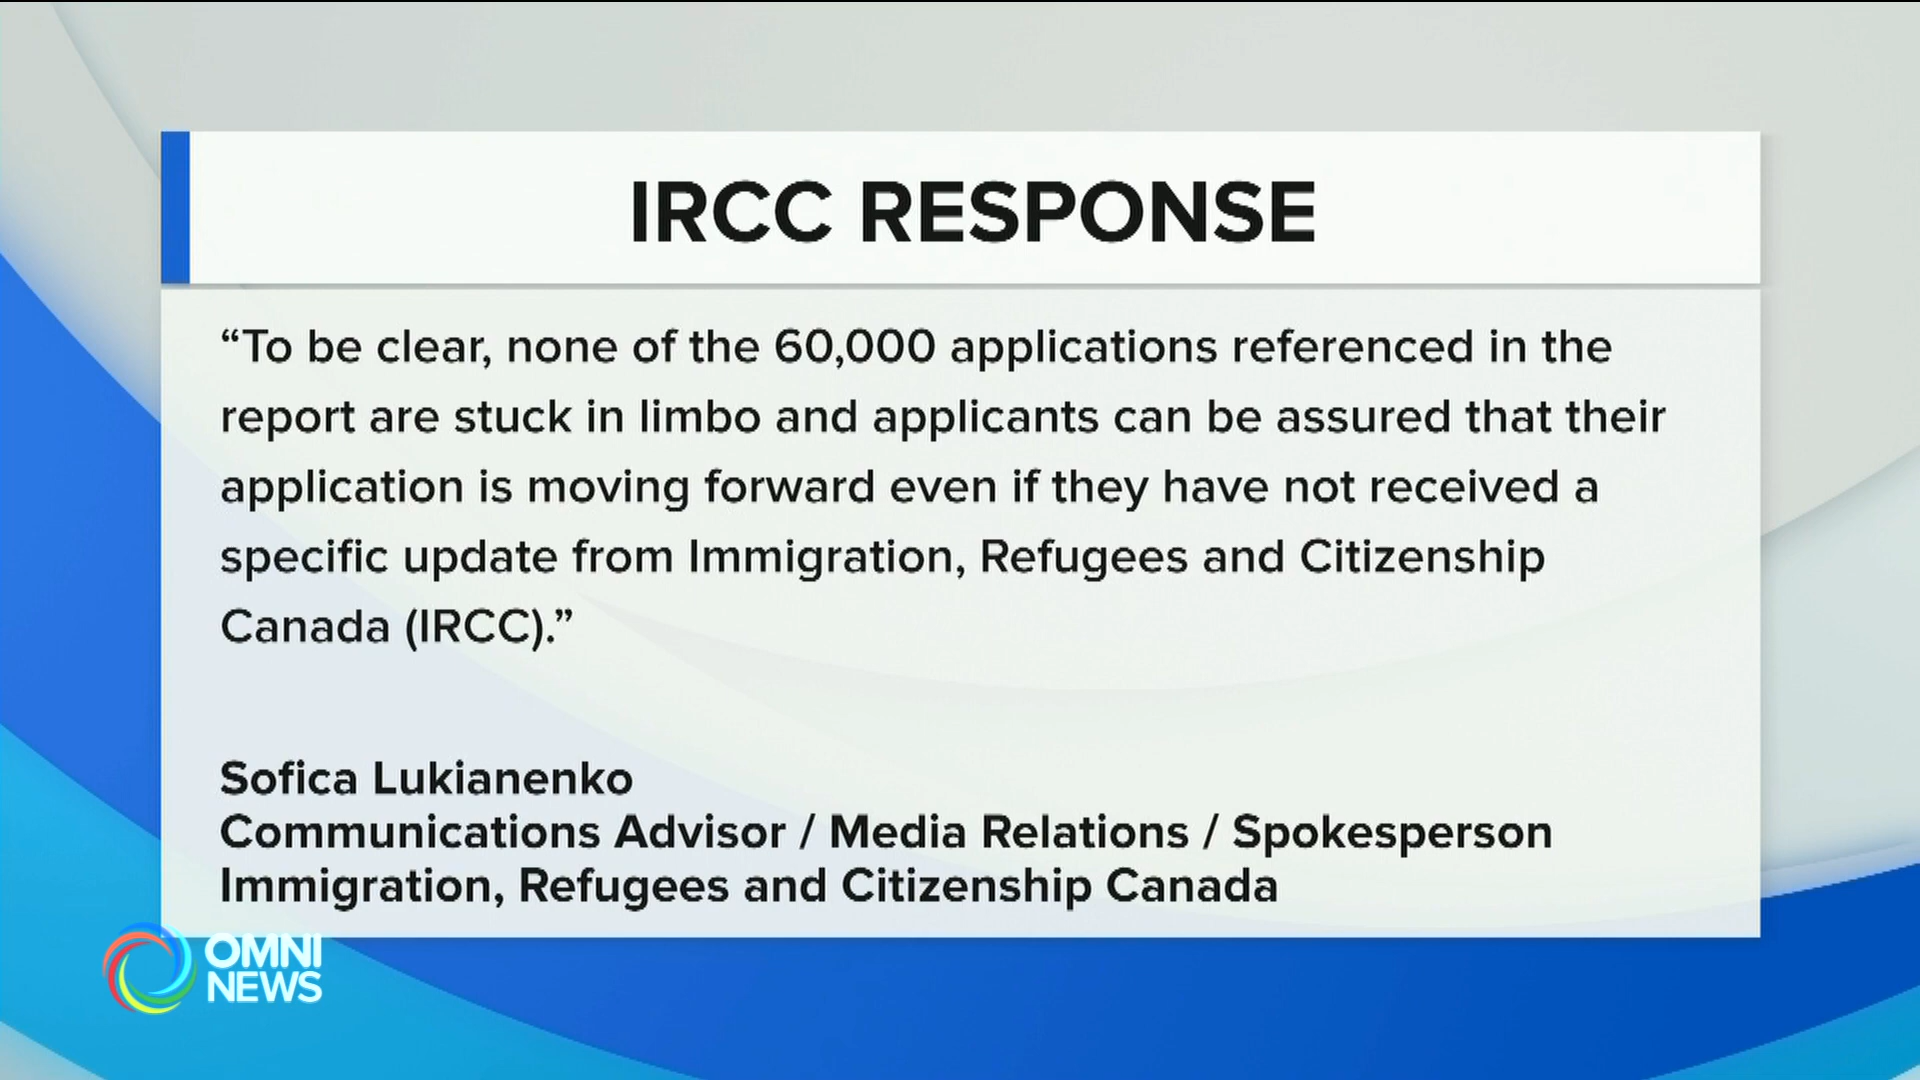 IRCC RESPONSE
“To be clear, none of the 60,000 applications referenced in the
report are stuck in limbo and applicants can be assured that their
application is moving forward even if they have not received a
specific update from Immigration, Refugees and Citizenship
Canada (IRCC).”
Sofica Lukianenko
Communications Advisor / Media Relations / Spokesperson
Immigration, Refugees and Citizenship Canada
OMNI
NEWS